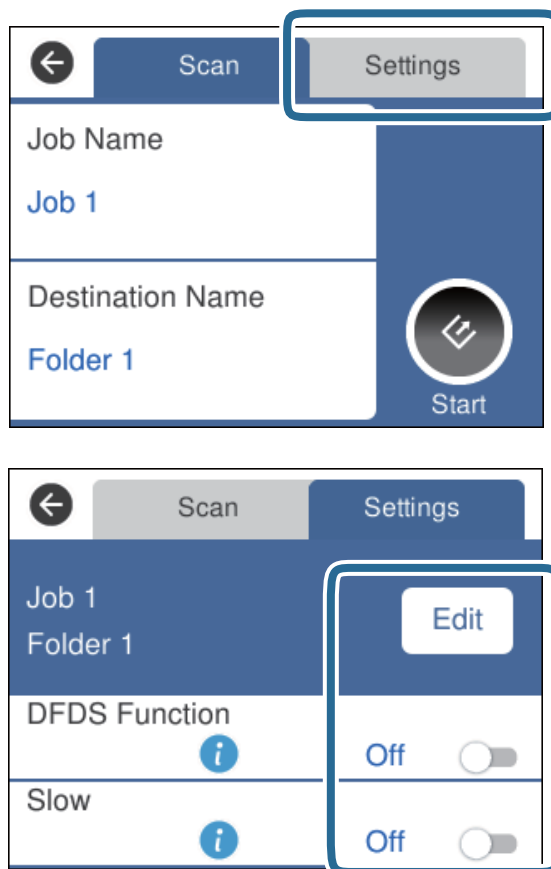 Scan Settings
Job Name
Job 1
Destination Name
Folder 1
Start
Scan Settings
Job 1
Edit
Folder 1
DFDS Function
i Off
Slow
i Off